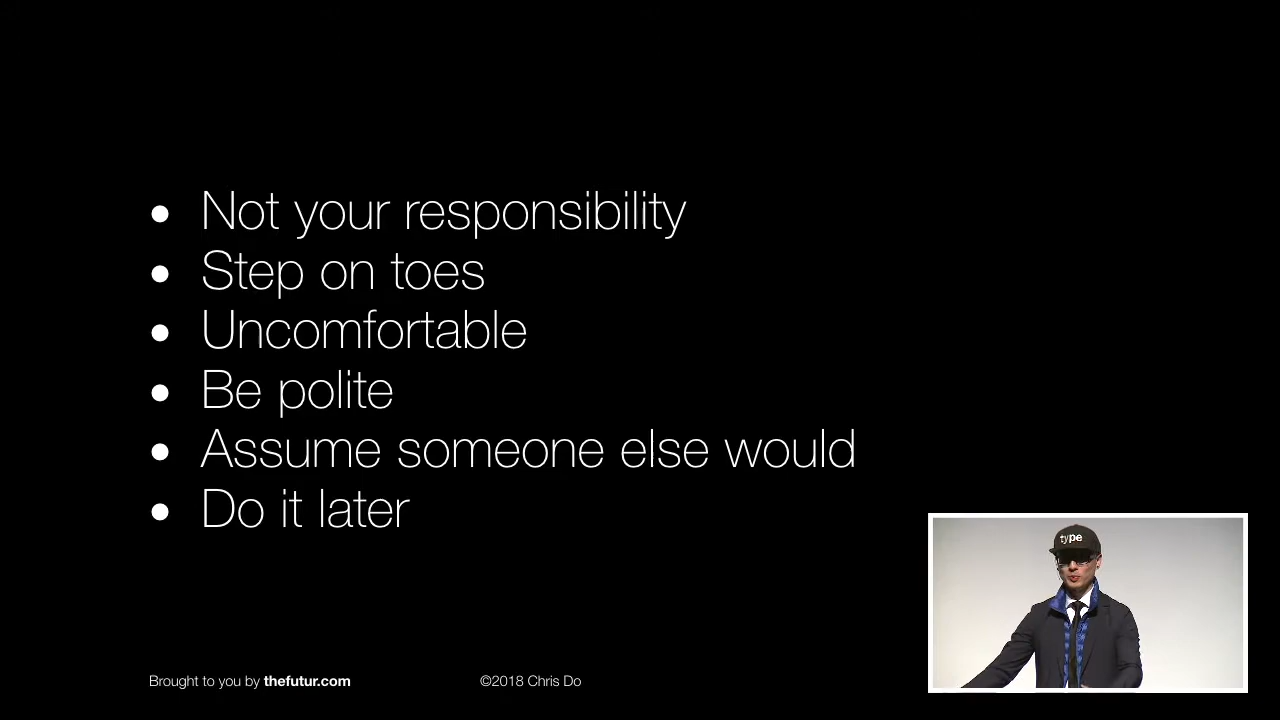 • Not your responsibility
• Step on toes
• Uncomfortable
• Be polite
• Assume someone else would
• Do it later
type
Brought to you by thefutur.com
©2018 Chris Do